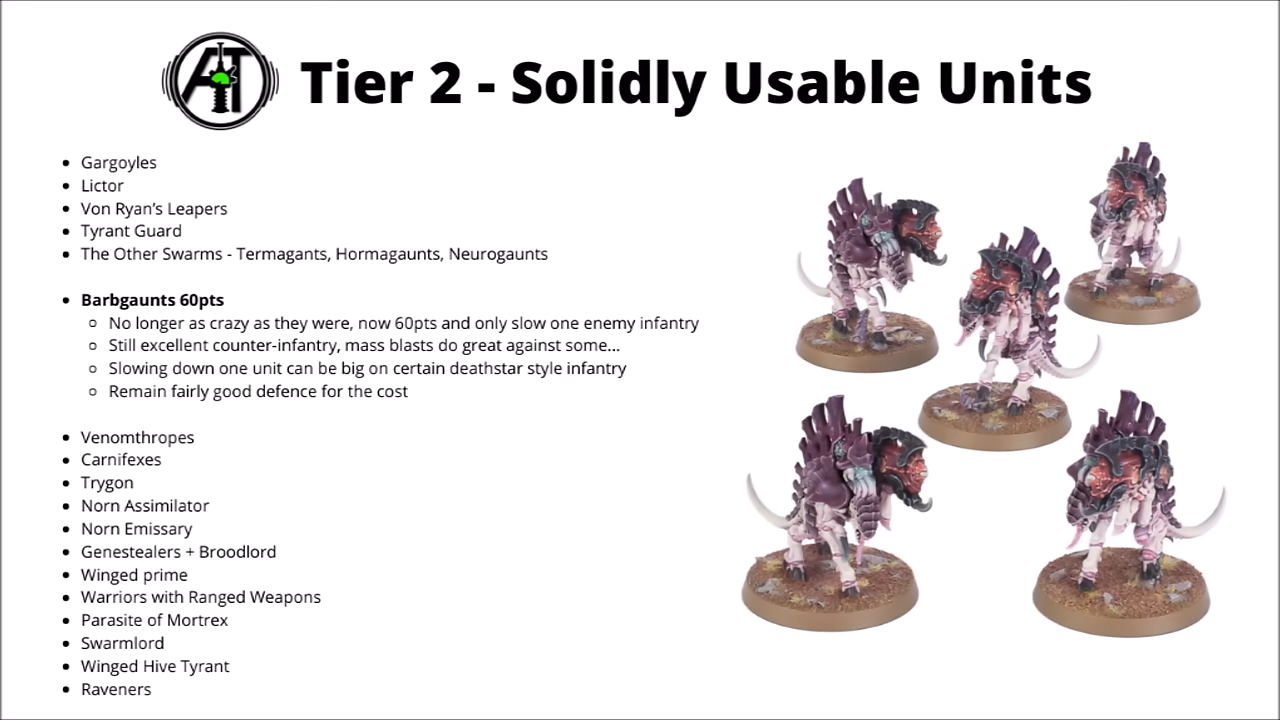 AT
Tier 2 - Solidly Usable Units
• Gargoyles
• Lictor
• Von Ryan's Leapers
• Tyrant Guard
• The Other Swarms - Termagants, Hormagaunts, Neurogaunts
• Barbgaunts 60pts
○ No longer as crazy as they were, now 60pts and only slow one enemy infantry
○ Still excellent counter-infantry, mass blasts do great against some...
○ Slowing down one unit can be big on certain deathstar style infantry
○ Remain fairly good defence for the cost
• Venomthropes
• Carnifexes
• Trygon
• Norn Assimilator
• Norn Emissary
• Genestealers + Broodlord
• Winged prime
• Warriors with Ranged Weapons
• Parasite of Mortrex
• Swarmlord
• Winged Hive Tyrant
• Raveners